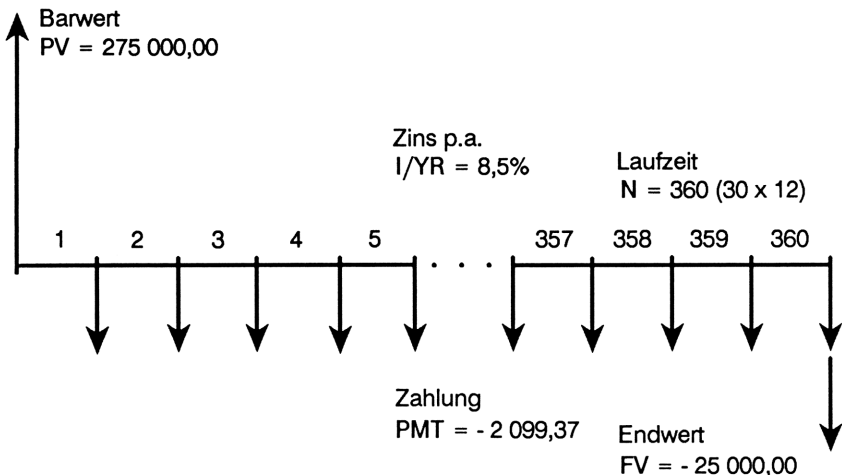 Barwert
PV = 275 000,00
Zins p.a.
I/YR = 8,5%
Laufzeit
N = 360 (30 x 12)
1 2 3 4 5 . . . 357 358 359 360
Zahlung
PMT = - 2 099,37
Endwert
FV = - 25 000,00